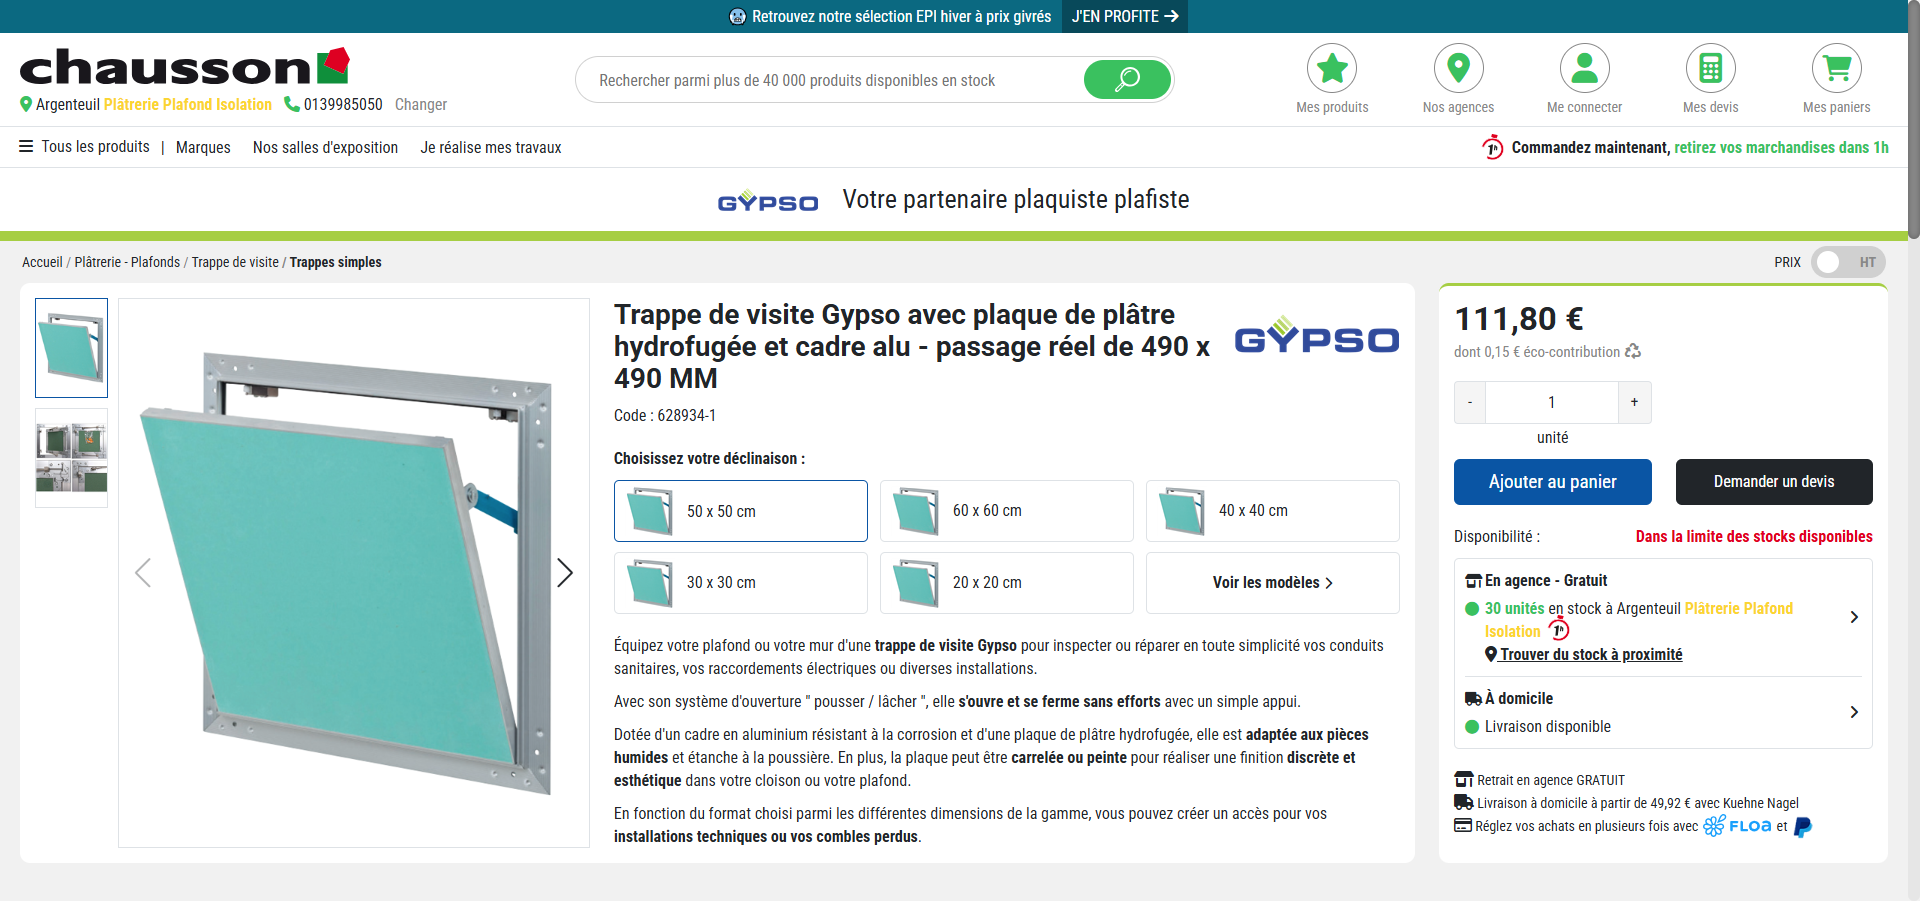 Retrouvez notre sélection EPI hiver à prix givrés
J'EN PROFITE
chausson
Argenteuil Plâtrerie Plafond Isolation 0139985050 Changer
Rechercher parmi plus de 40 000 produits disponibles en stock
Mes produits
Nos agences
Me connecter
Mes devis
Mes paniers
Tous les produits | Marques Nos salles d'exposition Je réalise mes travaux
1h Commandez maintenant, retirez vos marchandises dans 1h
GYPSO Votre partenaire plaquiste plafiste
Accueil / Plâtrerie - Plafonds / Trappe de visite / Trappes simples
PRIX HT
Trappe de visite Gypso avec plaque de plâtre
hydrofugée et cadre alu - passage réel de 490 x
490 MM
GYPSO
Code : 628934-1
Choisissez votre déclinaison :
50 x 50 cm
60 x 60 cm
40 x 40 cm
30 x 30 cm
20 x 20 cm
Voir les modèles
Équipez votre plafond ou votre mur d'une trappe de visite Gypso pour inspecter ou réparer en toute simplicité vos conduits
sanitaires, vos raccordements électriques ou diverses installations.
Avec son système d'ouverture " pousser / lâcher ", elle s'ouvre et se ferme sans efforts avec un simple appui.
Dotée d'un cadre en aluminium résistant à la corrosion et d'une plaque de plâtre hydrofugée, elle est adaptée aux pièces
humides et étanche à la poussière. En plus, la plaque peut être carrelée ou peinte pour réaliser une finition discrète et
esthétique dans votre cloison ou votre plafond.
En fonction du format choisi parmi les différentes dimensions de la gamme, vous pouvez créer un accès pour vos
installations techniques ou vos combles perdus.
111,80 €
dont 0,15 € éco-contribution
- 1 +
unité
Ajouter au panier
Demander un devis
Disponibilité : Dans la limite des stocks disponibles
En agence - Gratuit
30 unités en stock à Argenteuil Plâtrerie Plafond
Isolation 1h
Trouver du stock à proximité
À domicile
Livraison disponible
Retrait en agence GRATUIT
Livraison à domicile à partir de 49,92 € avec Kuehne Nagel
Réglez vos achats en plusieurs fois avec FLOA et